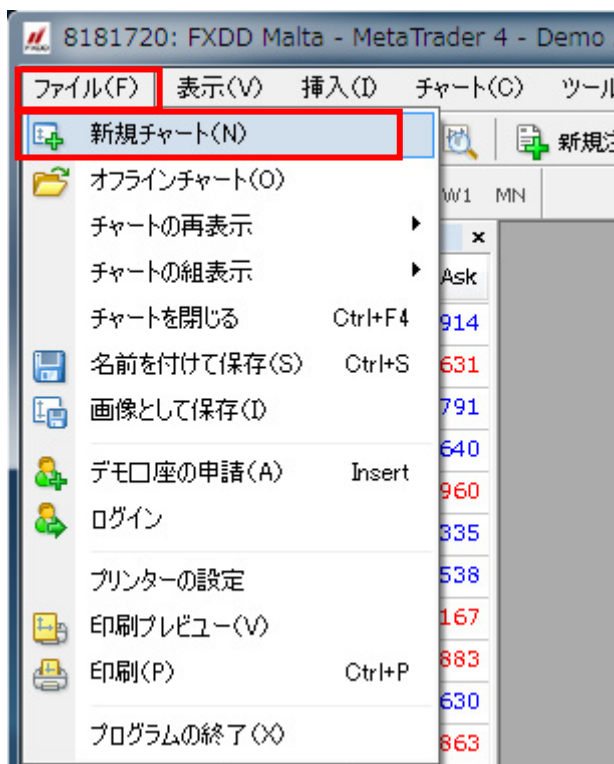 FXDD 8181720: FXDD Malta - MetaTrader 4 - Demo
ファイル(F) 表示(V) 挿入(I) チャート(C) ツール
新規チャート(N)
新規注
オフラインチャート(O)
W1 MN
チャートの再表示
x
チャートの組表示
Ask
チャートを閉じる Ctrl+F4
914
名前を付けて保存(S) Ctrl+S
631
画像として保存(I)
791
640
デモ口座の申請(A) Insert
960
ログイン
335
プリンターの設定
538
印刷プレビュー(V)
167
印刷(P) Ctrl+P
883
630
プログラムの終了(X)
863